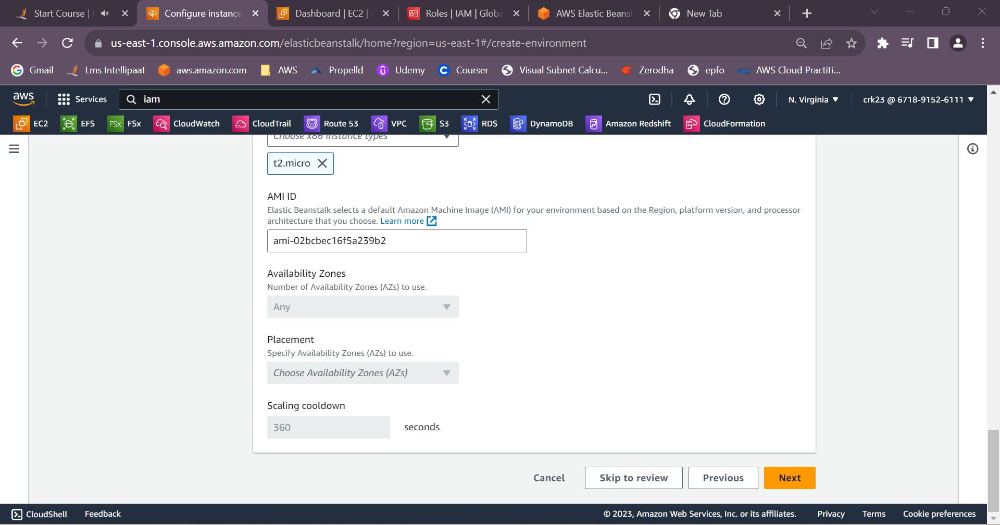 Start Course |
Configure instance
Dashboard | EC2 |
Roles | IAM | Globa
AWS Elastic Beanst
New Tab
us-east-1.console.aws.amazon.com/elasticbeanstalk/home?region=us-east-1#/create-environment
Gmail
Lms Intellipaat
aws.amazon.com
AWS
Propelld
Udemy
Courser
Visual Subnet Calcu...
Zerodha
epfo
AWS Cloud Practiti...
aws
Services
iam
N. Virginia
crk23 @ 6718-9152-6111
EC2
EFS
FSx
FSx
CloudWatch
CloudTrail
53
Route 53
VPC
S3
RDS
DynamoDB
Amazon Redshift
CloudFormation
Choose x86 instance types
t2.micro
AMI ID
Elastic Beanstalk selects a default Amazon Machine Image (AMI) for your environment based on the Region, platform version, and processor
architecture that you choose. Learn more
ami-02bcbec16f5a239b2
Availability Zones
Number of Availability Zones (AZs) to use.
Any
Placement
Specify Availability Zones (AZs) to use.
Choose Availability Zones (AZs)
Scaling cooldown
360
seconds
Cancel
Skip to review
Previous
Next
CloudShell
Feedback
© 2023, Amazon Web Services, Inc. or its affiliates.
Privacy
Terms
Cookie preferences